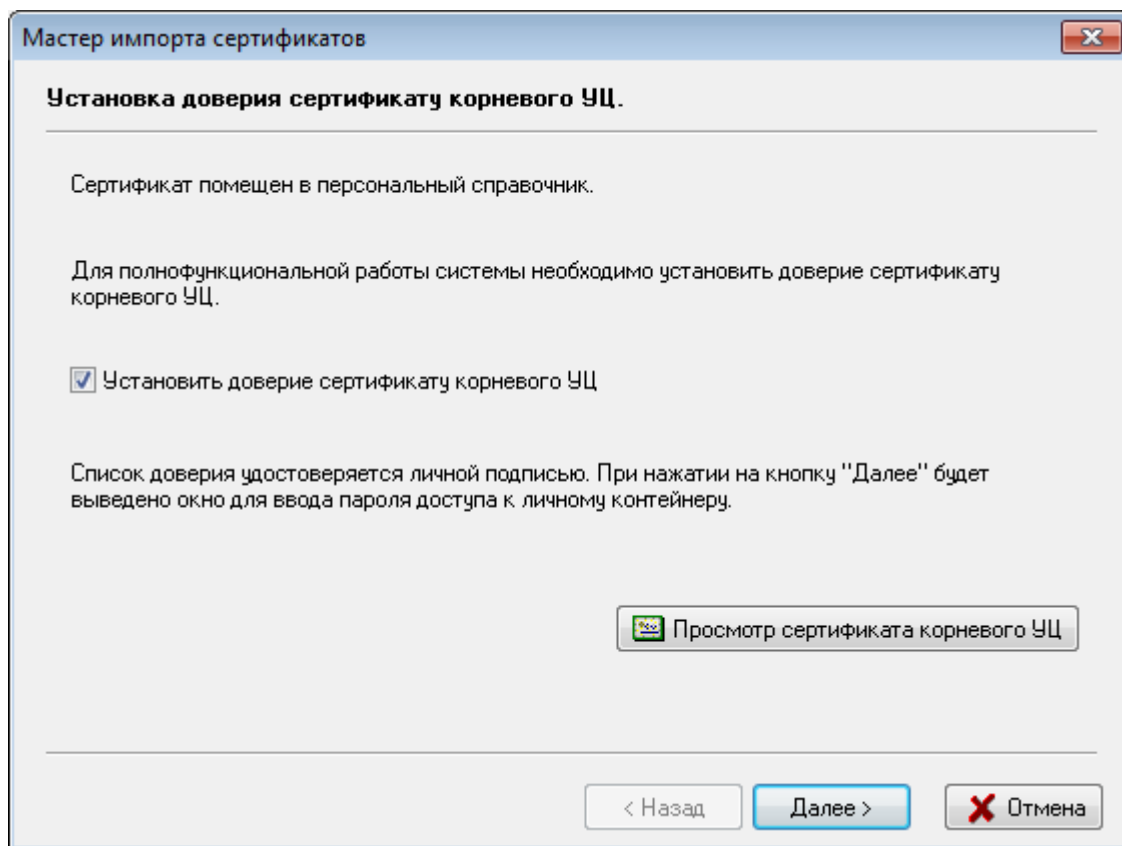 Мастер импорта сертификатов
Установка доверия сертификату корневого УЦ.
Сертификат помещен в персональный справочник.
Для полнофункциональной работы системы необходимо установить доверие сертификату
корневого УЦ.
Установить доверие сертификату корневого УЦ
Список доверия удостоверяется личной подписью. При нажатии на кнопку "Далее" будет
выведено окно для ввода пароля доступа к личному контейнеру.
Просмотр сертификата корневого УЦ
< Назад
Далее >
Отмена